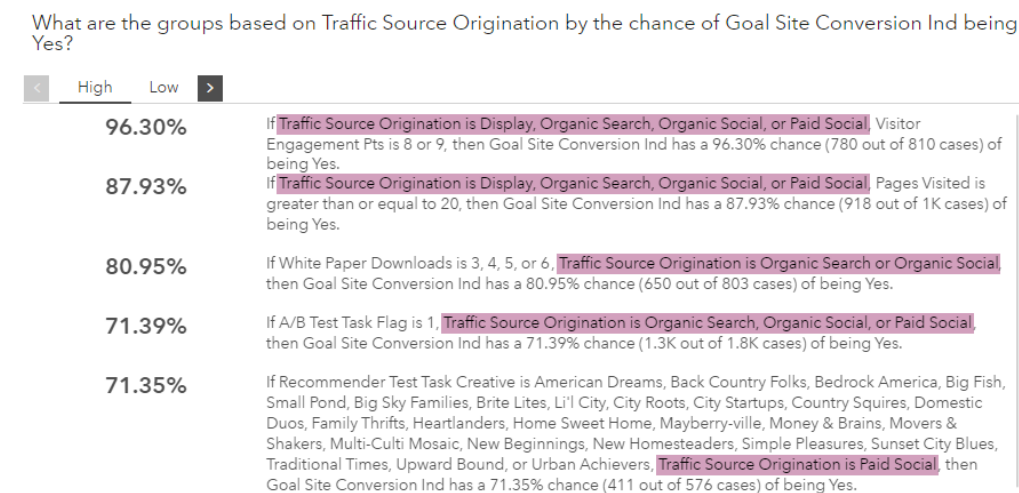 What are the groups based on Traffic Source Origination by the chance of Goal Site Conversion Ind being
Yes?
< High Low >
96.30%
If Traffic Source Origination is Display, Organic Search, Organic Social, or Paid Social, Visitor
Engagement Pts is 8 or 9, then Goal Site Conversion Ind has a 96.30% chance (780 out of 810 cases) of
being Yes.
87.93%
If Traffic Source Origination is Display, Organic Search, Organic Social, or Paid Social, Pages Visited is
greater than or equal to 20, then Goal Site Conversion Ind has a 87.93% chance (918 out of 1K cases) of
being Yes.
80.95%
If White Paper Downloads is 3, 4, 5, or 6, Traffic Source Origination is Organic Search or Organic Social,
then Goal Site Conversion Ind has a 80.95% chance (650 out of 803 cases) of being Yes.
71.39%
If A/B Test Task Flag is 1, Traffic Source Origination is Organic Search, Organic Social, or Paid Social,
then Goal Site Conversion Ind has a 71.39% chance (1.3K out of 1.8K cases) of being Yes.
71.35%
If Recommender Test Task Creative is American Dreams, Back Country Folks, Bedrock America, Big Fish,
Small Pond, Big Sky Families, Brite Lites, Li'l City, City Roots, City Startups, Country Squires, Domestic
Duos, Family Thrifts, Heartlanders, Home Sweet Home, Mayberry-ville, Money & Brains, Movers &
Shakers, Multi-Culti Mosaic, New Beginnings, New Homesteaders, Simple Pleasures, Sunset City Blues,
Traditional Times, Upward Bound, or Urban Achievers, Traffic Source Origination is Paid Social, then
Goal Site Conversion Ind has a 71.35% chance (411 out of 576 cases) of being Yes.